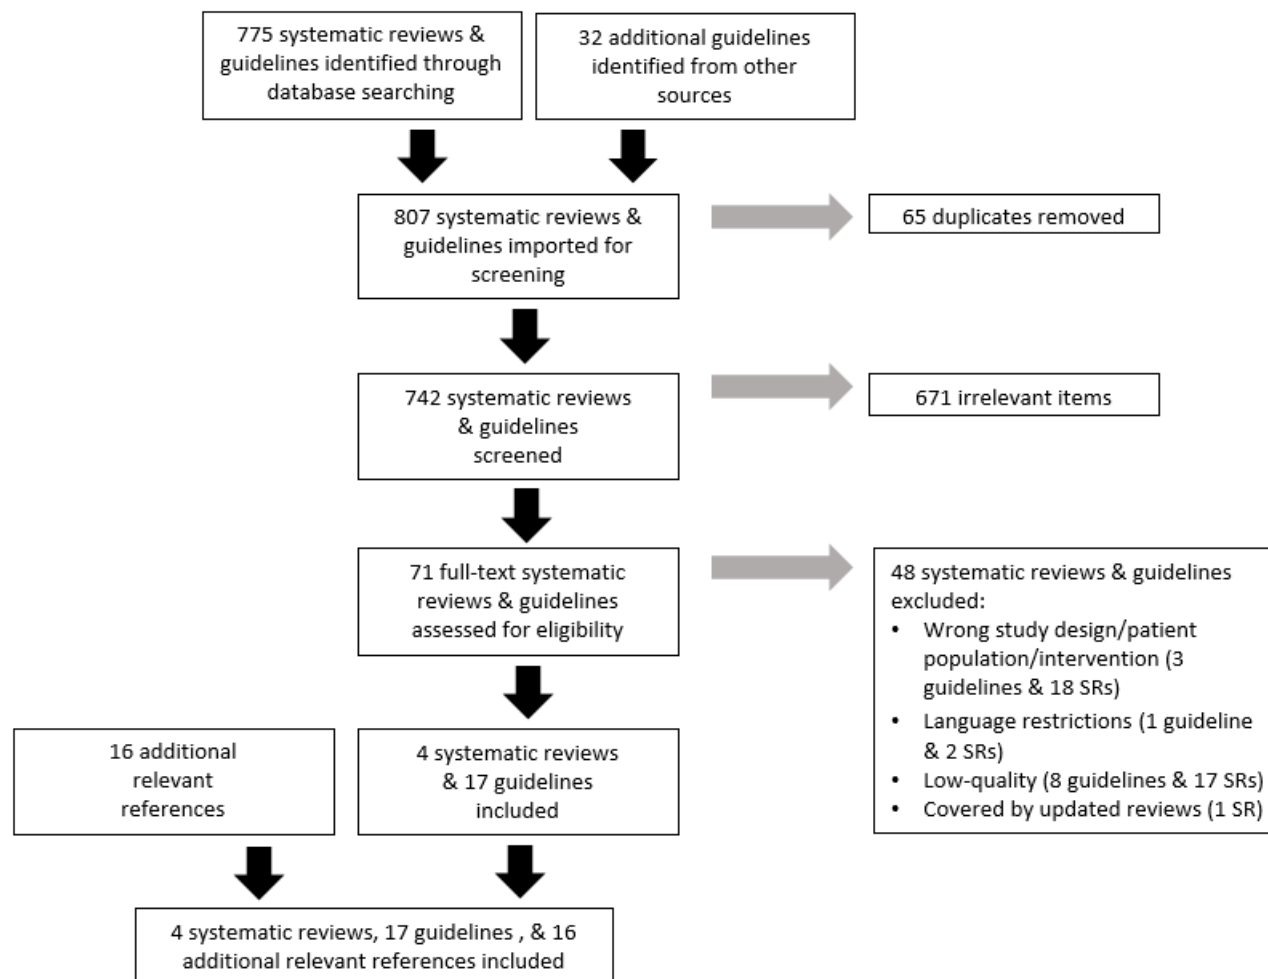 775 systematic reviews &
guidelines identified through
database searching
32 additional guidelines
identified from other
sources
807 systematic reviews &
guidelines imported for
screening
65 duplicates removed
742 systematic reviews
& guidelines
screened
671 irrelevant items
71 full-text systematic
reviews & guidelines
assessed for eligibility
48 systematic reviews & guidelines
excluded:
• Wrong study design/patient
population/intervention (3
guidelines & 18 SRs)
• Language restrictions (1 guideline
& 2 SRs)
• Low-quality (8 guidelines & 17 SRs)
• Covered by updated reviews (1 SR)
16 additional
relevant
references
4 systematic reviews
& 17 guidelines
included
4 systematic reviews, 17 guidelines , & 16
additional relevant references included